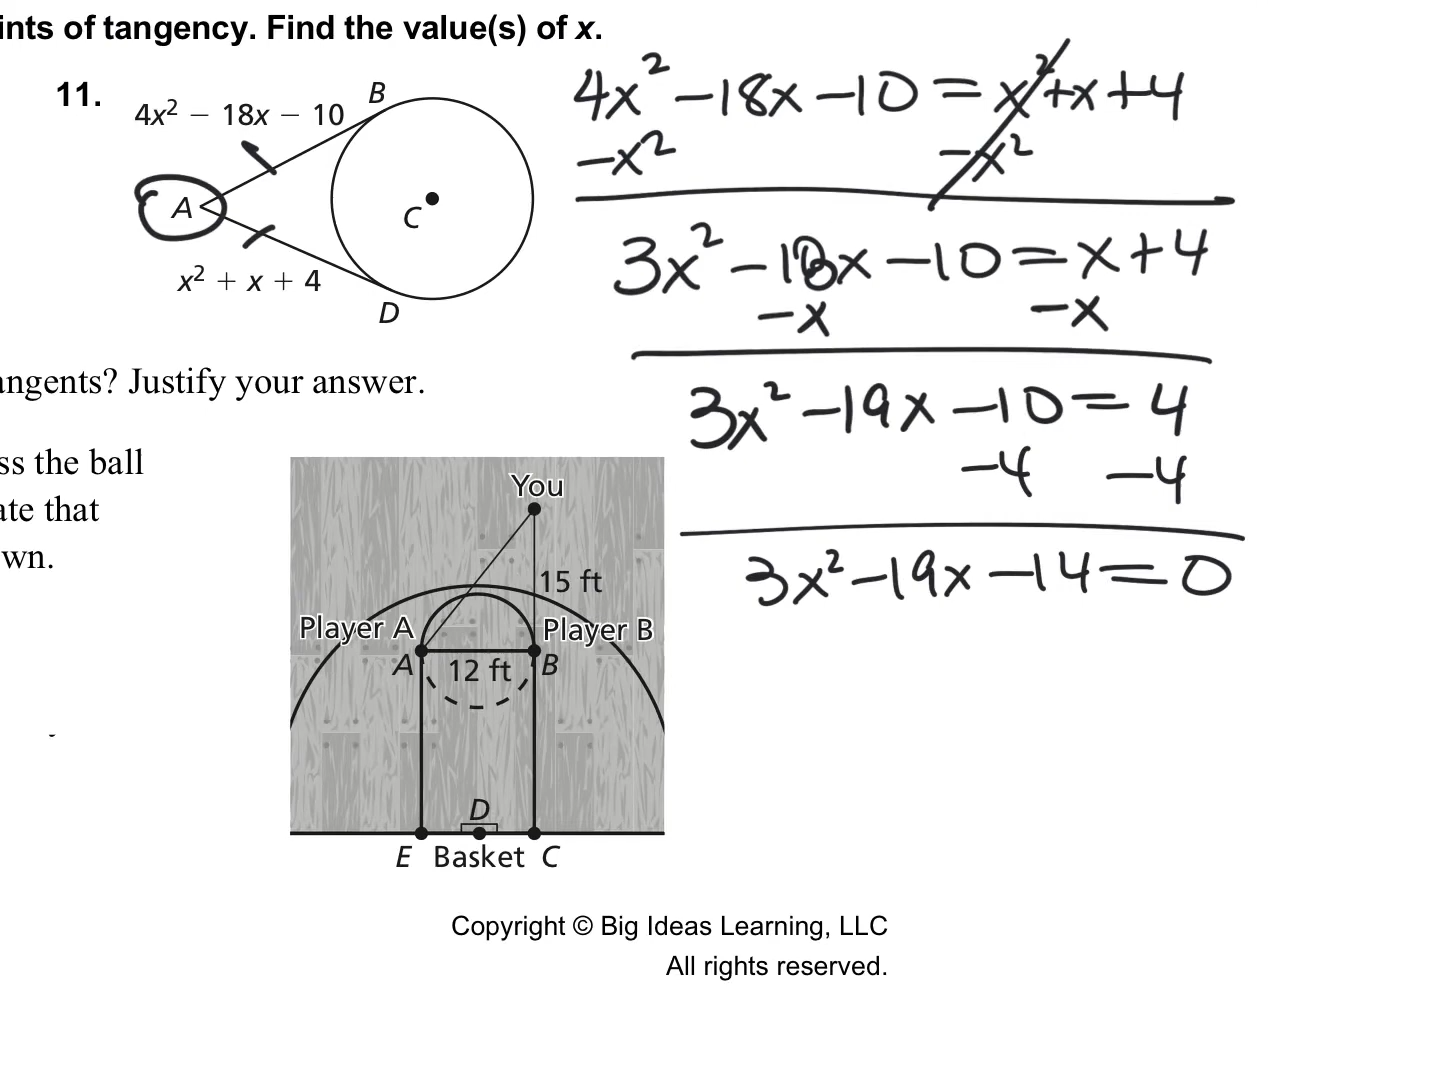 ints of tangency. Find the value(s) of x.
11.
B
4x² − 18x − 10
A
C
x² + x + 4
D
4x² −18x −10 = x² +x +4
−x² −x²
3x² −18x −10 = x +4
−x −x
3x² −19x −10 = 4
−4 −4
3x² −19x −14 = 0
angents? Justify your answer.
ss the ball
ate that
wn.
You
15 ft
Player A
Player B
A
12 ft
B
D
E Basket C
Copyright © Big Ideas Learning, LLC
All rights reserved.